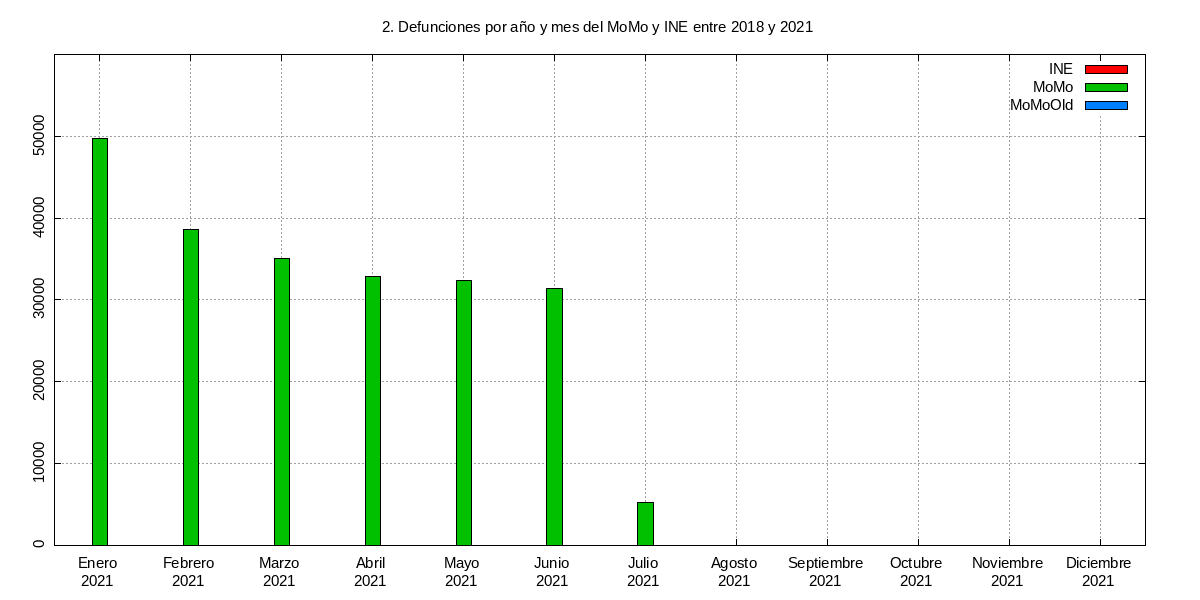 2. Defunciones por año y mes del MoMo y INE entre 2018 y 2021
INE
MoMo
MoMoOld
50000
40000
30000
20000
10000
0
Enero Febrero Marzo Abril Mayo Junio Julio Agosto Septiembre Octubre Noviembre Diciembre
2021 2021 2021 2021 2021 2021 2021 2021 2021 2021 2021 2021